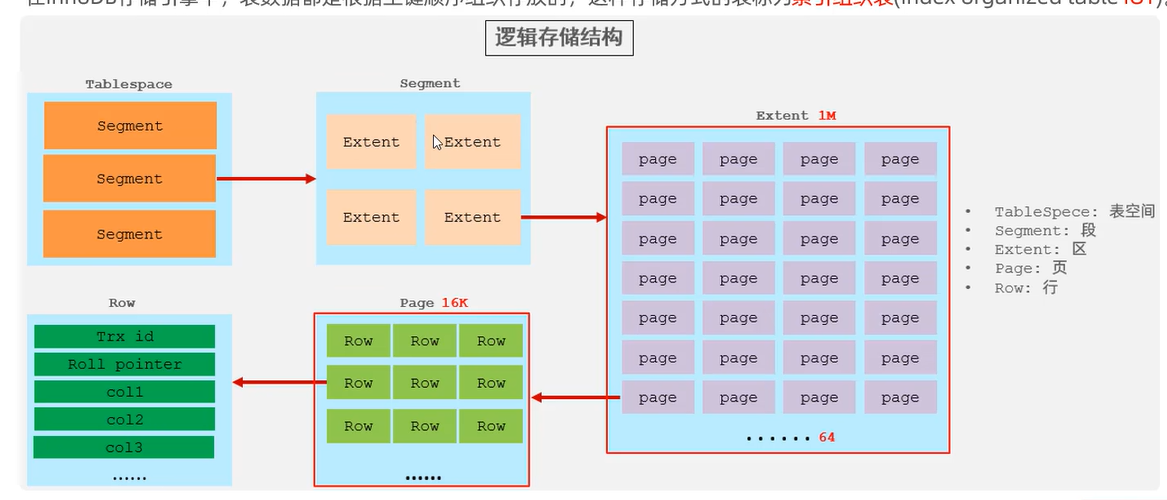 在InnoDB存储引擎中，表数据都是根据主键顺序组织存放的，这种存储方式的表称为索引组织表(index organized table IOT)。
逻辑存储结构
Tablespace
Segment
Segment
Segment
Segment
Extent
Extent
Extent
Extent
Extent 1M
page page page page
page page page page
page page page page
page page page page
page page page page
page page page page
page page page page
······ 64
• TableSpece: 表空间
• Segment: 段
• Extent: 区
• Page: 页
• Row: 行
Row
Trx id
Roll pointer
col1
col2
col3
······
Page 16K
Row Row Row
Row Row Row
Row Row Row
······